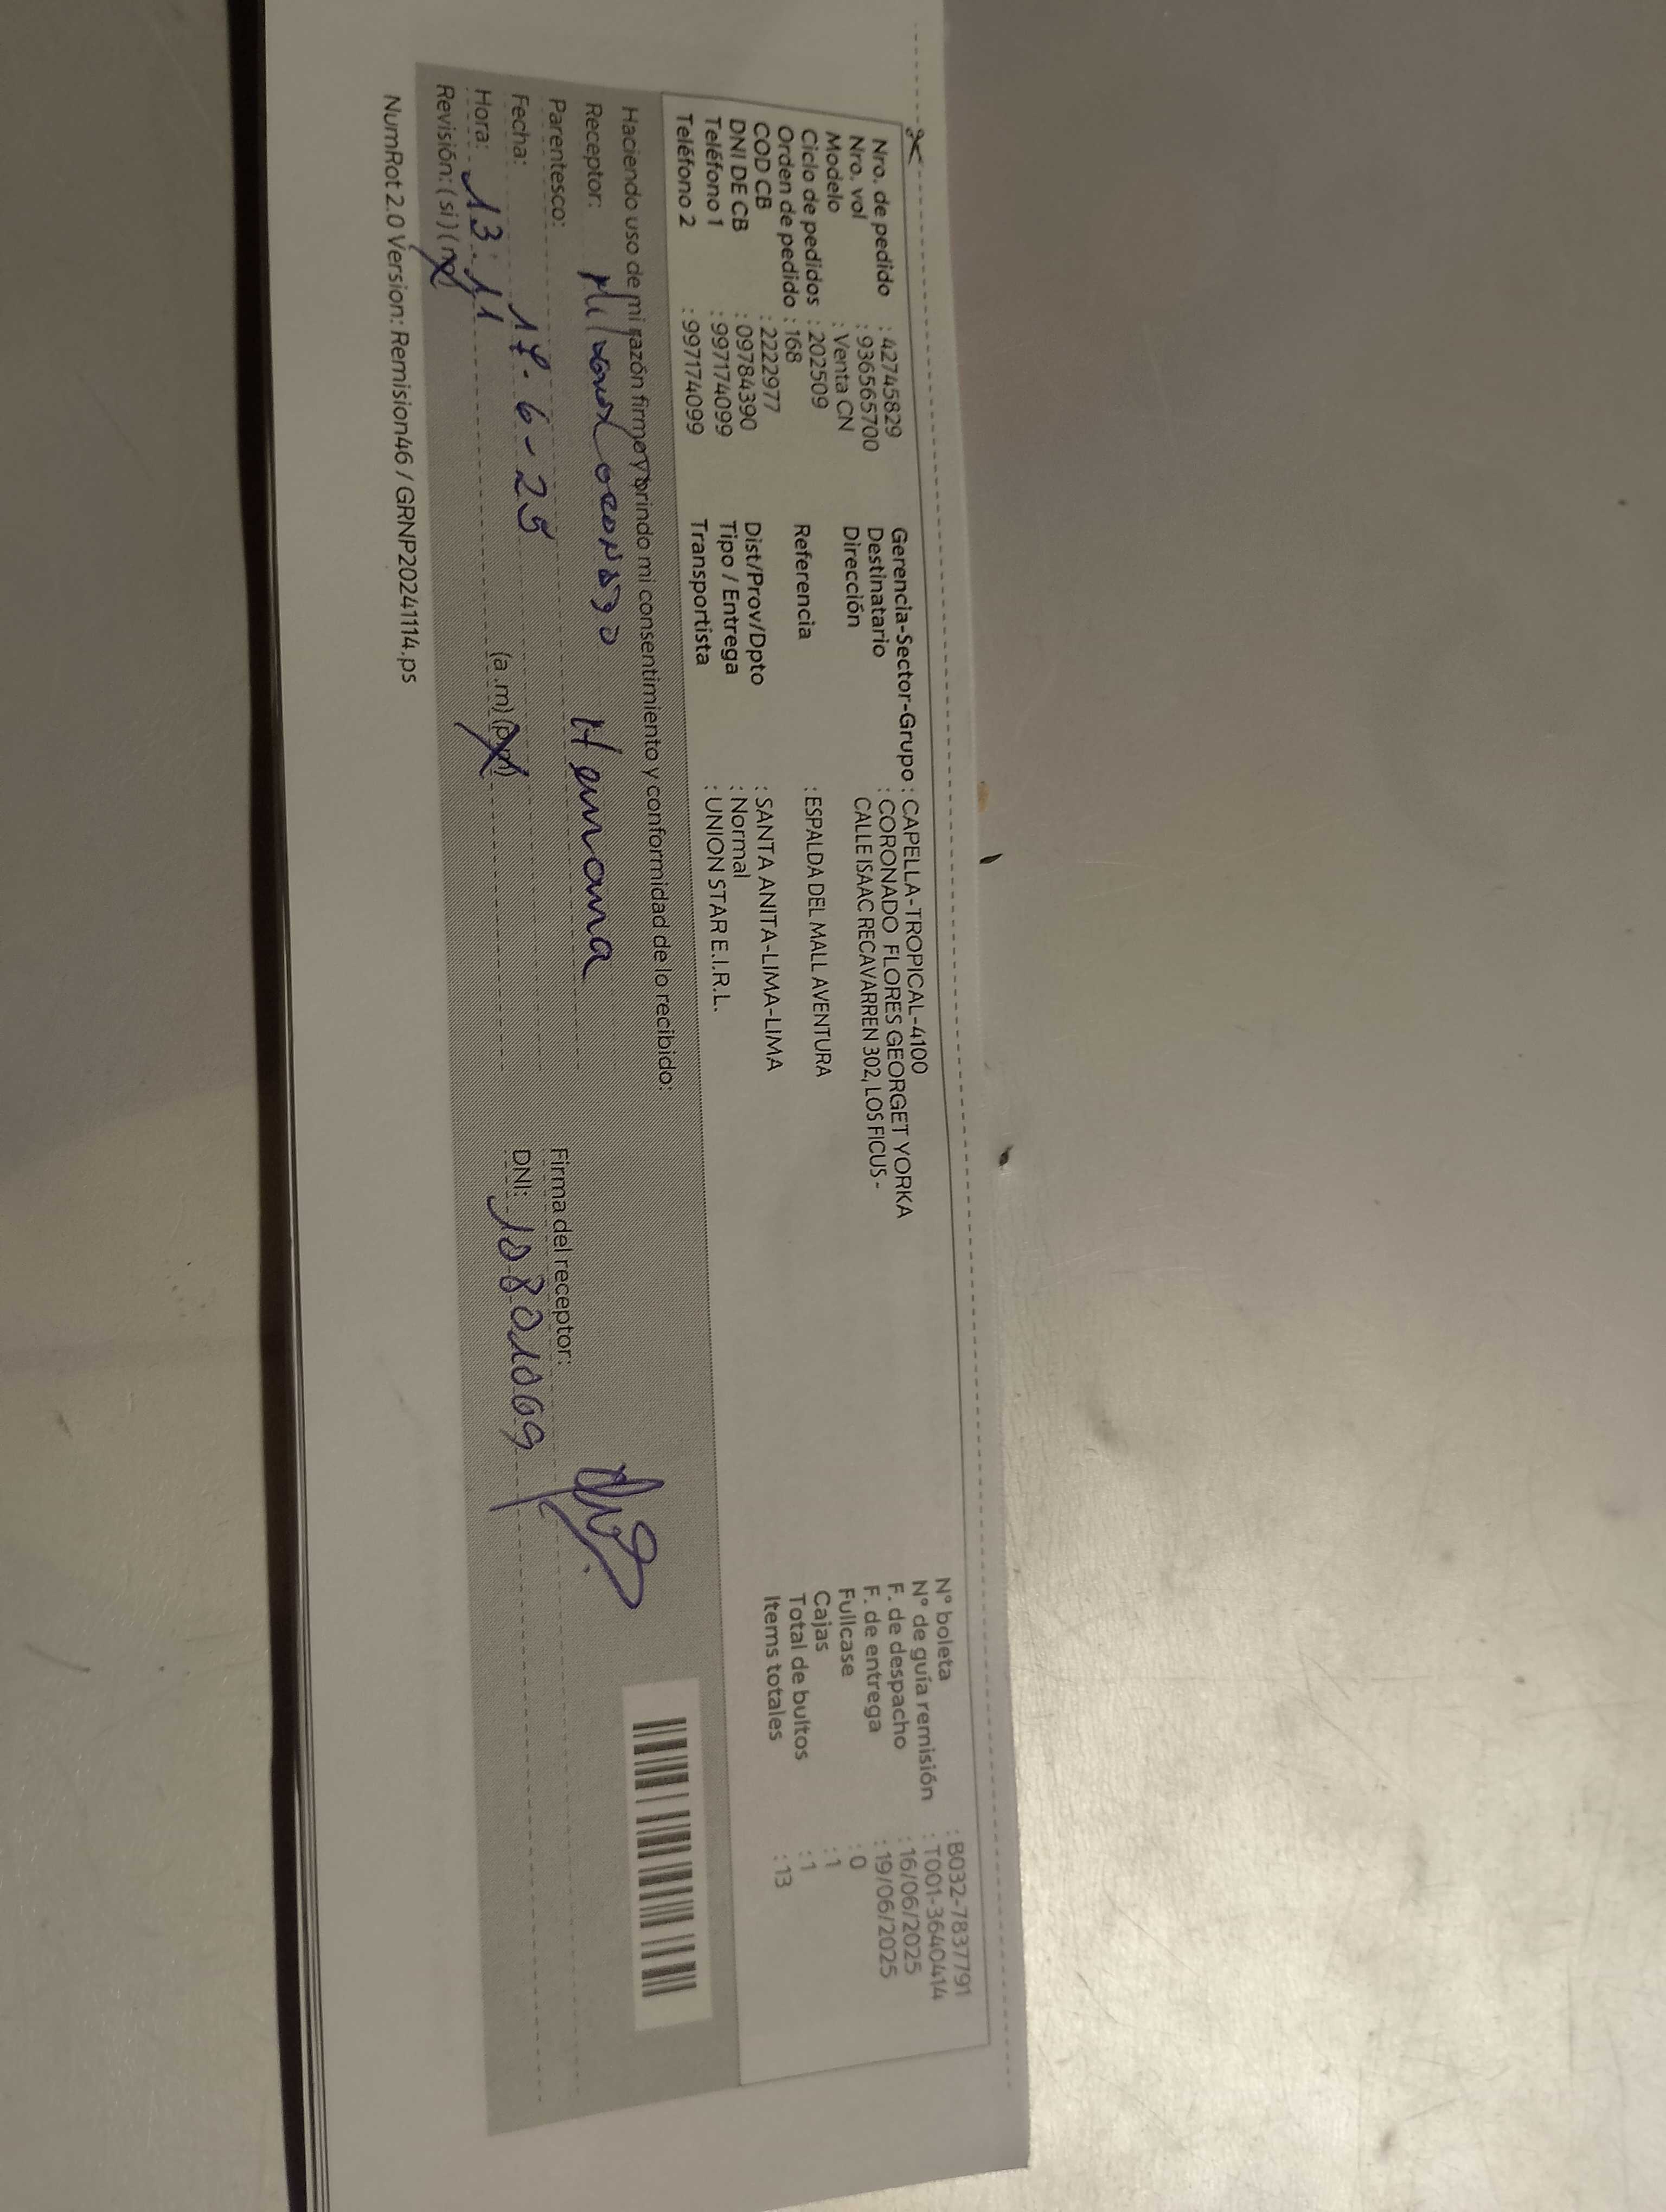 Nro. de pedido : 42745829
Nro. vol : 936565700
Modelo : Venta CN
Ciclo de pedidos : 202509
Orden de pedido : 168
COD CB : 2222977
DNI DE CB : 09784390
Teléfono 1 : 997174099
Teléfono 2 : 997174099
Gerencia-Sector-Grupo : CAPELLA-TROPICAL-4100
Destinatario : CORONADO FLORES GEORGET YORKA
Dirección CALLE ISAAC RECAVARREN 302, LOS FICUS -
Referencia : ESPALDA DEL MALL AVENTURA
Dist/Prov/Dpto : SANTA ANITA-LIMA-LIMA
Tipo / Entrega : Normal
Transportista : UNION STAR E.I.R.L.
N° boleta : B032-7837791
N° de guía remisión : T001-3640414
F. de despacho : 16/06/2025
F. de entrega : 19/06/2025
Fullcase : 0
Cajas : 1
Total de bultos : 1
Items totales : 13
Haciendo uso de mi razón firmo y brindo mi consentimiento y conformidad de lo recibido:
Receptor:
Parentesco: Hermana
Fecha: 17-6-25
Hora: 13:11 (a.m) (p.m)
Revisión: (si) (no)
Firma del receptor:
DNI: 10801009
NumRot 2.0 Version: Remision46 / GRNP20241114.ps